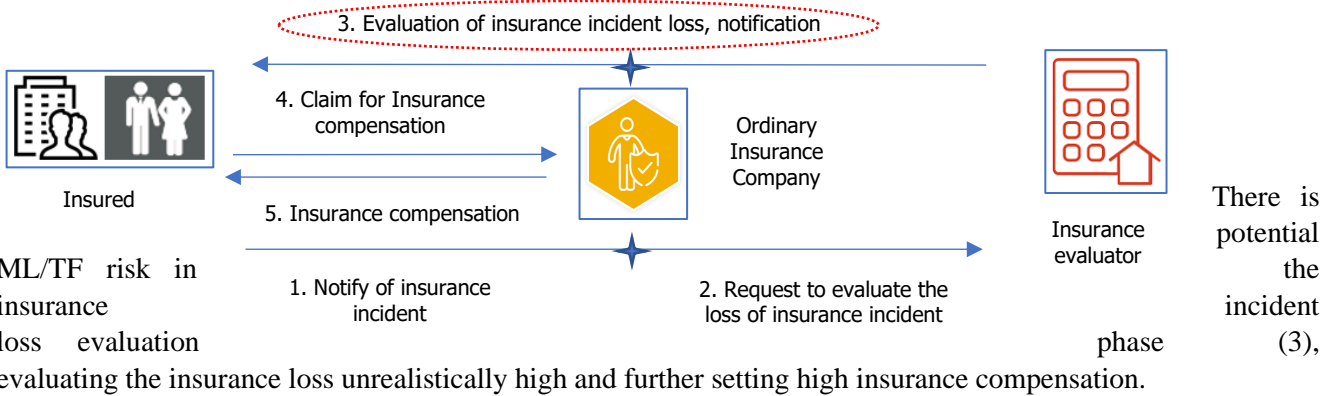 3. Evaluation of insurance incident loss, notification
4. Claim for Insurance
compensation
Ordinary
Insurance
Company
Insured
5. Insurance compensation
Insurance
evaluator
1. Notify of insurance
incident
2. Request to evaluate the
loss of insurance incident
There is
potential
ML/TF risk in the
insurance incident
loss evaluation phase (3),
evaluating the insurance loss unrealistically high and further setting high insurance compensation.